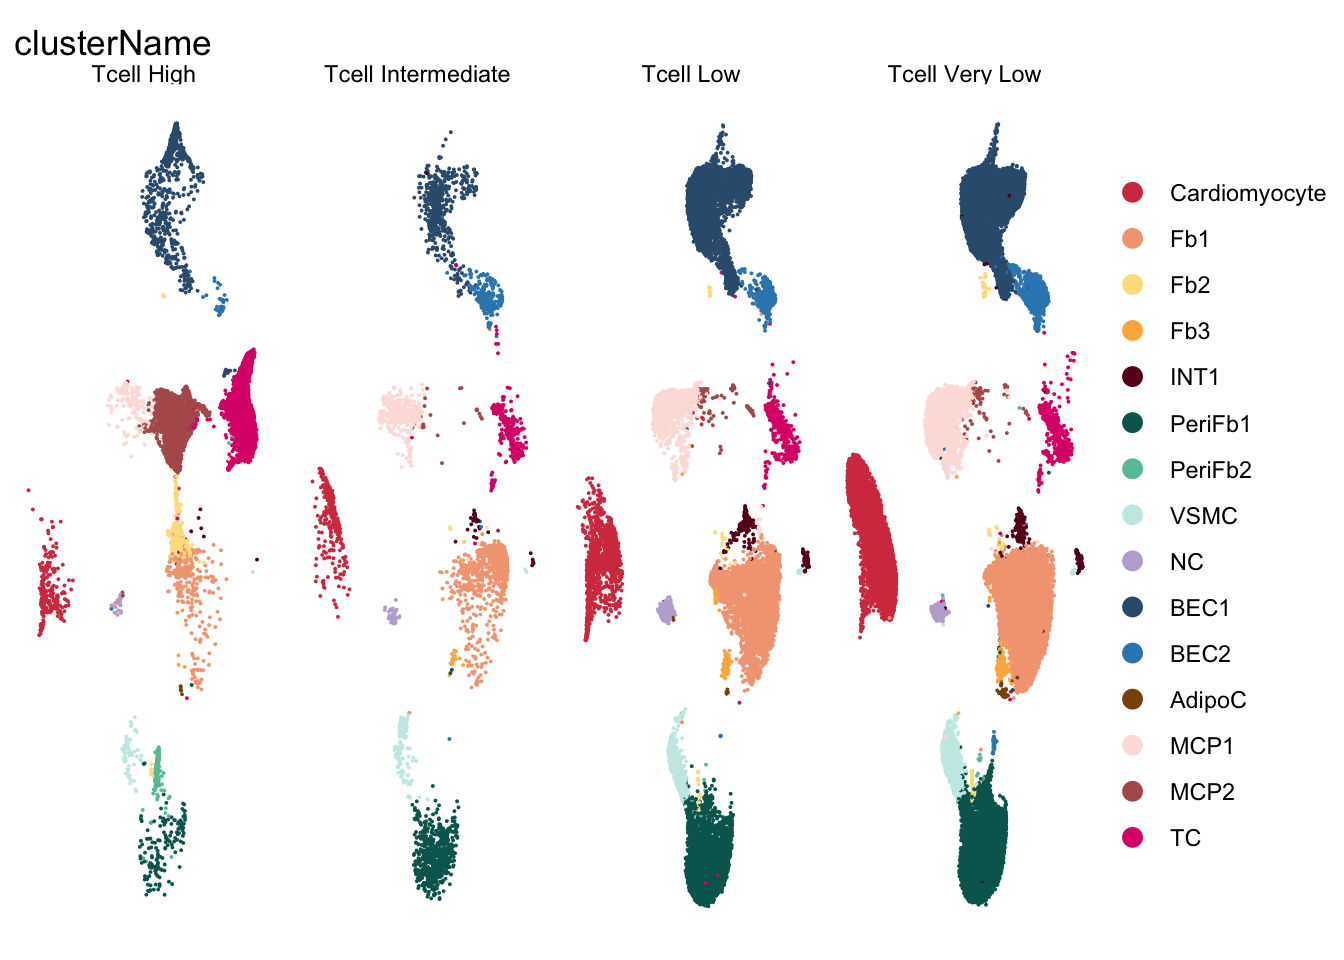 clusterName
Tcell High
Tcell Intermediate
Tcell Low
Tcell Very Low
Cardiomyocyte
Fb1
Fb2
Fb3
INT1
PeriFb1
PeriFb2
VSMC
NC
BEC1
BEC2
AdipoC
MCP1
MCP2
TC